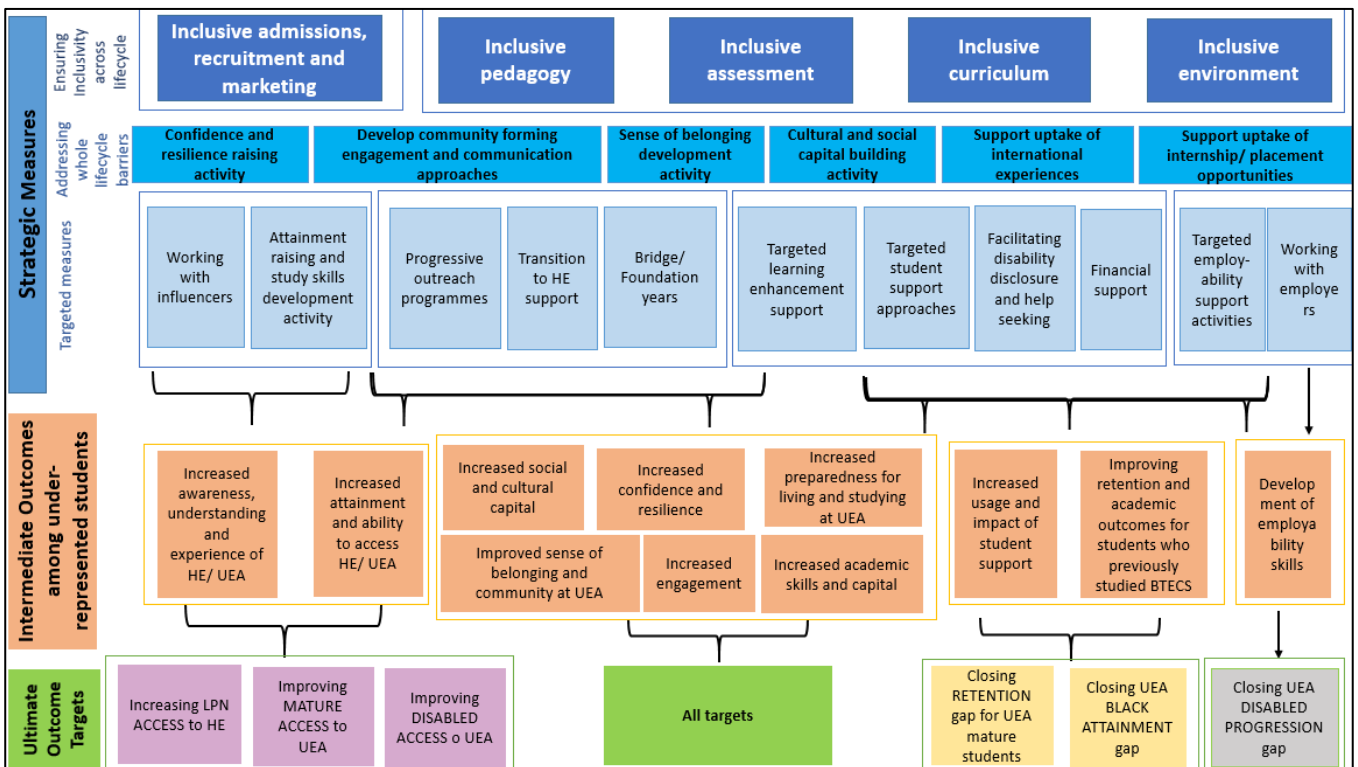 Strategic Measures
Ensuring
Inclusivity
across
lifecycle
Inclusive admissions,
recruitment and
marketing
Inclusive
pedagogy
Inclusive
assessment
Inclusive
curriculum
Inclusive
environment
Addressing
whole
lifecycle
barriers
Confidence and
resilience raising
activity
Develop community forming
engagement and communication
approaches
Sense of belonging
development
activity
Cultural and social
capital building
activity
Support uptake of
international
experiences
Support uptake of
internship/ placement
opportunities
Targeted measures
Working
with
influencers
Attainment
raising and
study skills
development
activity
Progressive
outreach
programmes
Transition
to HE
support
Bridge/
Foundation
years
Targeted
learning
enhancement
support
Targeted
student
support
approaches
Facilitating
disability
disclosure
and help
seeking
Financial
support
Targeted
employ-
ability
support
activities
Working
with
employe
rs
Intermediate Outcomes
among under-
represented students
Increased
awareness,
understanding
and
experience of
HE/ UEA
Increased
attainment
and ability
to access
HE/ UEA
Increased social
and cultural
capital
Increased
confidence and
resilience
Increased
preparedness for
living and studying
at UEA
Improved sense of
belonging and
community at UEA
Increased
engagement
Increased academic
skills and capital
Increased
usage and
impact of
student
support
Improving
retention and
academic
outcomes for
students who
previously
studied BTECS
Develop
ment of
employa
bility
skills
Ultimate
Outcome
Targets
Increasing LPN
ACCESS to HE
Improving
MATURE
ACCESS to
UEA
Improving
DISABLED
ACCESS o UEA
All targets
Closing
RETENTION
gap for UEA
mature
students
Closing UEA
BLACK
ATTAINMENT
gap
Closing UEA
DISABLED
PROGRESSION
gap